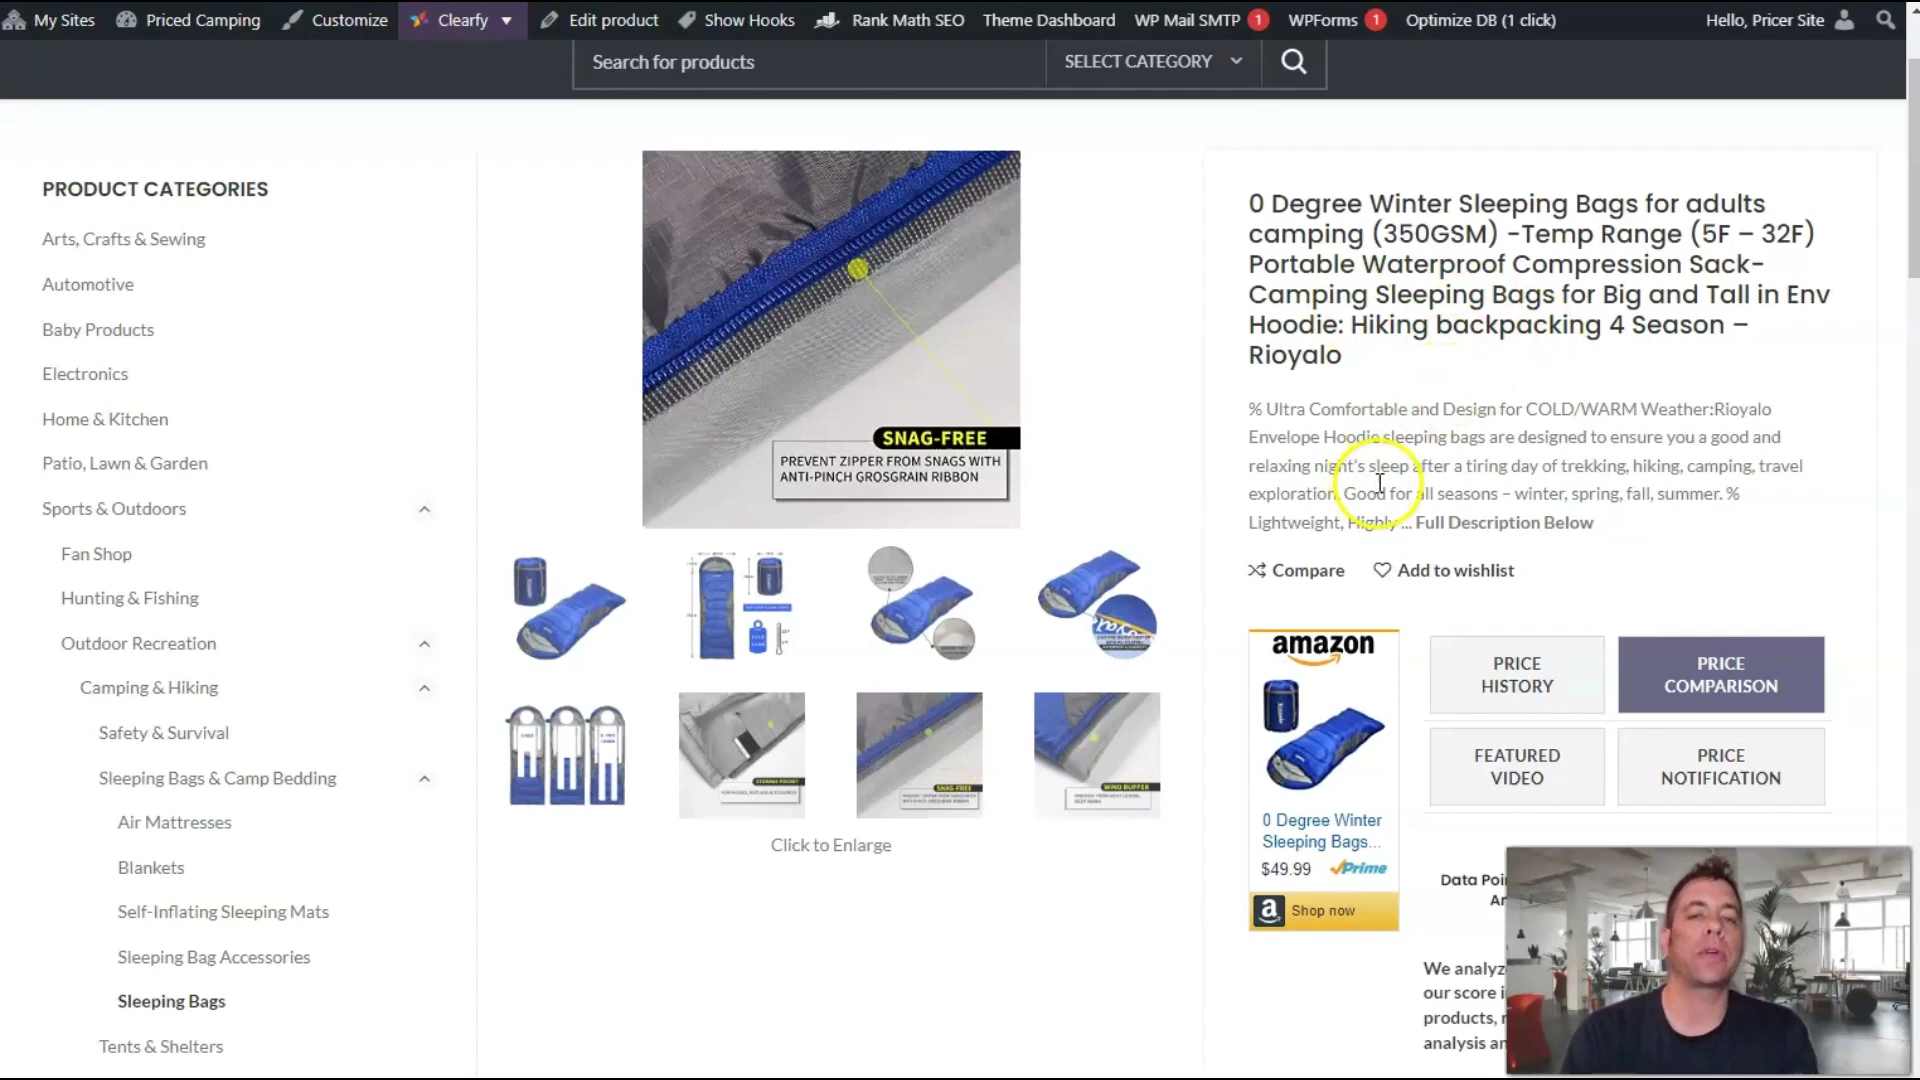 My Sites
Priced Camping
Customize
Clearfy
Edit product
Show Hooks
Rank Math SEO
Theme Dashboard
WP Mail SMTP 1
WPForms 1
Optimize DB (1 click)
Hello, Pricer Site
Search for products
SELECT CATEGORY
PRODUCT CATEGORIES
Arts, Crafts & Sewing
Automotive
Baby Products
Electronics
Home & Kitchen
Patio, Lawn & Garden
Sports & Outdoors
Fan Shop
Hunting & Fishing
Outdoor Recreation
Camping & Hiking
Safety & Survival
Sleeping Bags & Camp Bedding
Air Mattresses
Blankets
Self-Inflating Sleeping Mats
Sleeping Bag Accessories
Sleeping Bags
Tents & Shelters
SNAG-FREE
PREVENT ZIPPER FROM SNAGS WITH
ANTI-PINCH GROSGRAIN RIBBON
SNAG-FREE
WIND BUFFER
Click to Enlarge
0 Degree Winter Sleeping Bags for adults
camping (350GSM) -Temp Range (5F – 32F)
Portable Waterproof Compression Sack-
Camping Sleeping Bags for Big and Tall in Env
Hoodie: Hiking backpacking 4 Season –
Rioyalo
% Ultra Comfortable and Design for COLD/WARM Weather:Rioyalo
Envelope Hoodie sleeping bags are designed to ensure you a good and
relaxing night's sleep after a tiring day of trekking, hiking, camping, travel
exploration. Good for all seasons – winter, spring, fall, summer. %
Lightweight, Highly ... Full Description Below
Compare
Add to wishlist
amazon
0 Degree Winter
Sleeping Bags...
$49.99 Prime
Shop now
PRICE
HISTORY
PRICE
COMPARISON
FEATURED
VIDEO
PRICE
NOTIFICATION
Data Poi
Ar
We analyz
our score i
products, r
analysis an